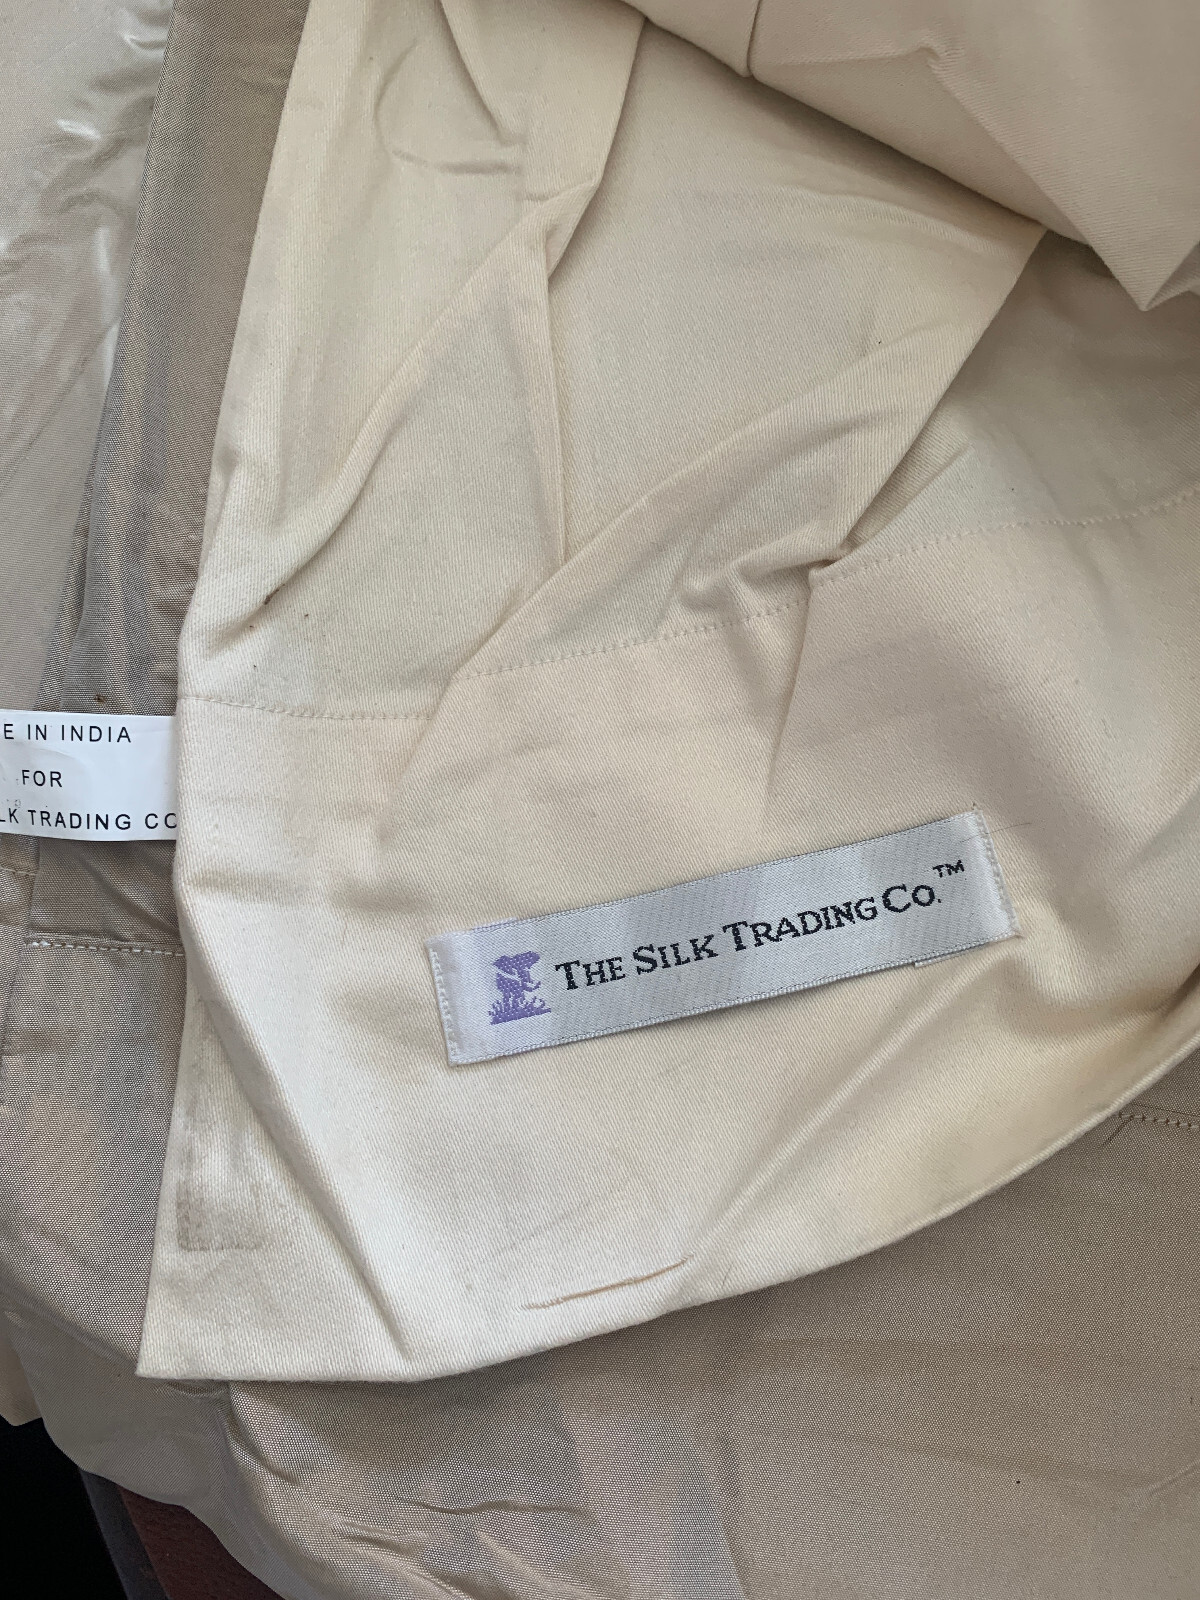 E IN INDIA
FOR
LK TRADING CO
THE SILK TRADING CO.™